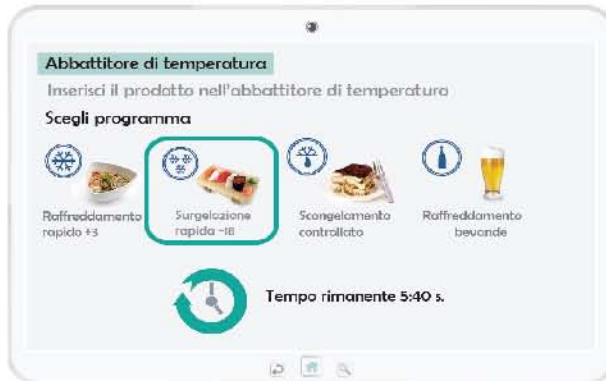 Abbattitore di temperatura
Inserisci il prodotto nell'abbattitore di temperatura
Scegli programma
Raffreddamento
rapido +3
Surgelazione
rapida -18
Scongelamento
controllato
Raffreddamento
bevande
Tempo rimanente 5:40 s.